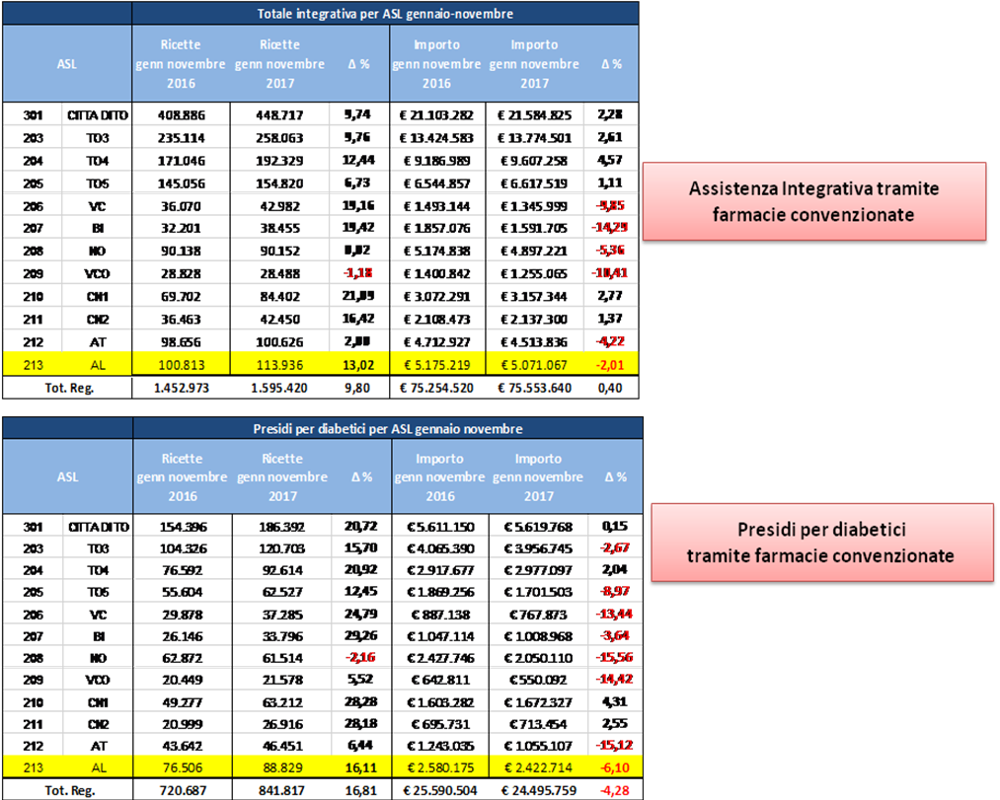 Totale integrativa per ASL gennaio-novembre
ASL Ricette genn novembre 2016 Ricette genn novembre 2017 Δ % Importo genn novembre 2016 Importo genn novembre 2017 Δ %
301 CITTA DI TO 408.886 448.717 9,74 € 21.103.282 € 21.584.825 2,28
203 TO3 235.114 258.063 9,76 € 13.424.583 € 13.774.501 2,61
204 TO4 171.046 192.329 12,44 € 9.186.989 € 9.607.258 4,57
205 TO5 145.056 154.820 6,73 € 6.544.857 € 6.617.519 1,11
206 VC 36.070 42.982 19,16 € 1.493.144 € 1.345.999 -9,85
207 BI 32.201 38.455 19,42 € 1.857.076 € 1.591.705 -14,29
208 NO 90.138 90.152 0,02 € 5.174.838 € 4.897.221 -5,36
209 VCO 28.828 28.488 -1,18 € 1.400.842 € 1.255.065 -10,41
210 CN1 69.702 84.402 21,09 € 3.072.291 € 3.157.344 2,77
211 CN2 36.463 42.450 16,42 € 2.108.473 € 2.137.300 1,37
212 AT 98.656 100.626 2,00 € 4.712.927 € 4.513.836 -4,22
213 AL 100.813 113.936 13,02 € 5.175.219 € 5.071.067 -2,01
Tot. Reg. 1.452.973 1.595.420 9,80 € 75.254.520 € 75.553.640 0,40
Assistenza Integrativa tramite
farmacie convenzionate
Presidi per diabetici per ASL gennaio novembre
ASL Ricette genn novembre 2016 Ricette genn novembre 2017 Δ % Importo genn novembre 2016 Importo genn novembre 2017 Δ %
301 CITTA DI TO 154.396 186.392 20,72 € 5.611.150 € 5.619.768 0,15
203 TO3 104.326 120.703 15,70 € 4.065.390 € 3.956.745 -2,67
204 TO4 76.592 92.614 20,92 € 2.917.677 € 2.977.097 2,04
205 TO5 55.604 62.527 12,45 € 1.869.256 € 1.701.503 -8,97
206 VC 29.878 37.285 24,79 € 887.138 € 767.873 -13,44
207 BI 26.146 33.796 29,26 € 1.047.114 € 1.008.968 -3,64
208 NO 62.872 61.514 -2,16 € 2.427.746 € 2.050.110 -15,56
209 VCO 20.449 21.578 5,52 € 642.811 € 550.092 -14,42
210 CN1 49.277 63.212 28,28 € 1.603.282 € 1.672.327 4,31
211 CN2 20.999 26.916 28,18 € 695.731 € 713.454 2,55
212 AT 43.642 46.451 6,44 € 1.243.035 € 1.055.107 -15,12
213 AL 76.506 88.829 16,11 € 2.580.175 € 2.422.714 -6,10
Tot. Reg. 720.687 841.817 16,81 € 25.590.504 € 24.495.759 -4,28
Presidi per diabetici
tramite farmacie convenzionate